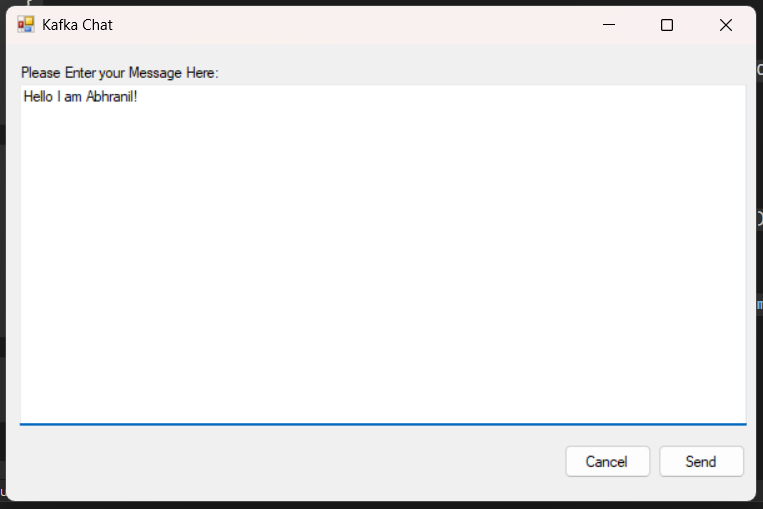 Kafka Chat
Please Enter your Message Here:
Hello I am Abhranil!
Cancel Send